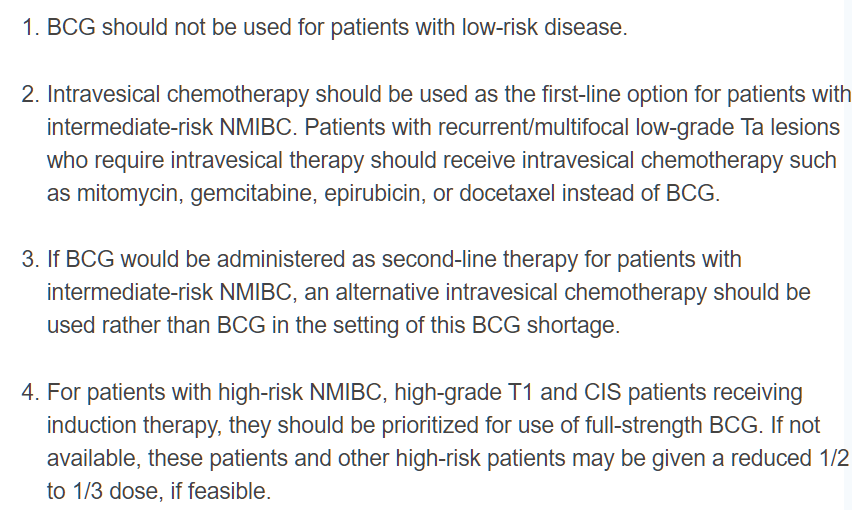 1. BCG should not be used for patients with low-risk disease.
2. Intravesical chemotherapy should be used as the first-line option for patients with
intermediate-risk NMIBC. Patients with recurrent/multifocal low-grade Ta lesions
who require intravesical therapy should receive intravesical chemotherapy such
as mitomycin, gemcitabine, epirubicin, or docetaxel instead of BCG.
3. If BCG would be administered as second-line therapy for patients with
intermediate-risk NMIBC, an alternative intravesical chemotherapy should be
used rather than BCG in the setting of this BCG shortage.
4. For patients with high-risk NMIBC, high-grade T1 and CIS patients receiving
induction therapy, they should be prioritized for use of full-strength BCG. If not
available, these patients and other high-risk patients may be given a reduced 1/2
to 1/3 dose, if feasible.